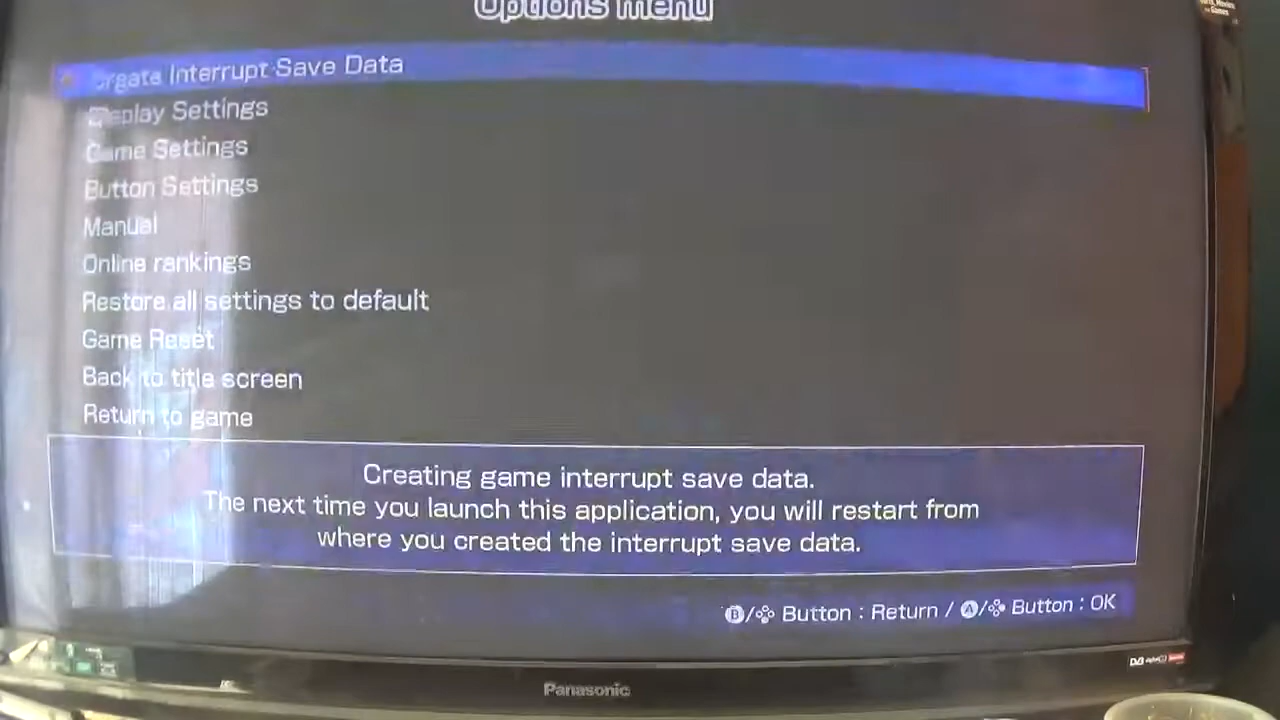 Options menu
Create Interrupt Save Data
Display Settings
Game Settings
Button Settings
Manual
Online rankings
Restore all settings to default
Game Reset
Back to title screen
Return to game
Creating game interrupt save data.
The next time you launch this application, you will restart from
where you created the interrupt save data.
B/ Button : Return / A/ Button : OK
Panasonic